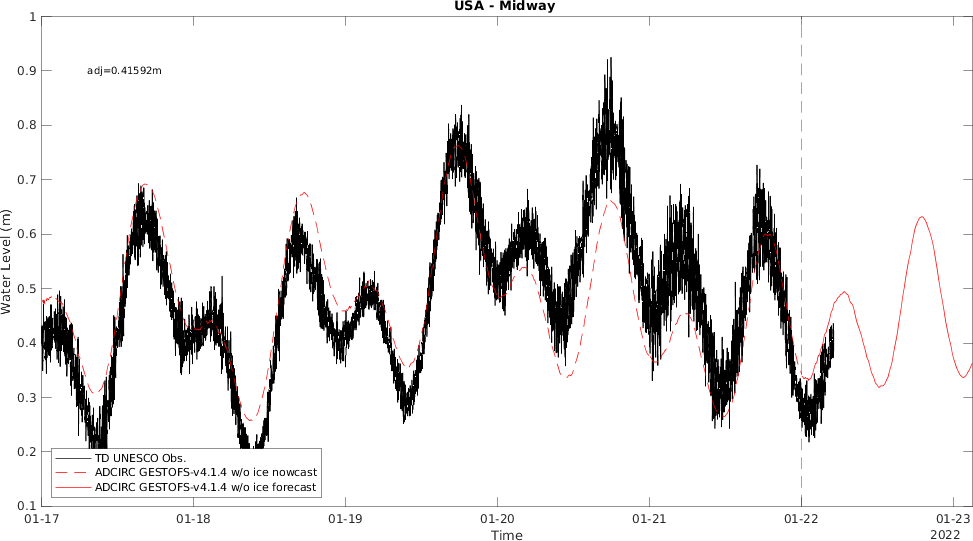 USA - Midway
adj=0.41592m
Water Level (m)
1
0.9
0.8
0.7
0.6
0.5
0.4
0.3
0.2
0.1
TD UNESCO Obs.
ADCIRC GESTOFS-v4.1.4 w/o ice nowcast
ADCIRC GESTOFS-v4.1.4 w/o ice forecast
01-17 01-18 01-19 01-20 01-21 01-22 01-23
Time
2022